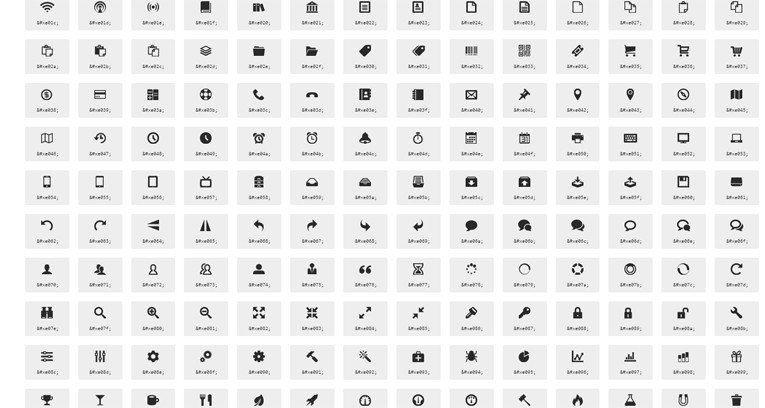 &#xe01c; &#xe01d; &#xe01e; &#xe01f; &#xe020; &#xe021; &#xe022; &#xe023; &#xe024; &#xe025; &#xe026; &#xe027; &#xe028; &#xe029;
&#xe02a; &#xe02b; &#xe02c; &#xe02d; &#xe02e; &#xe02f; &#xe030; &#xe031; &#xe032; &#xe033; &#xe034; &#xe035; &#xe036; &#xe037;
&#xe038; &#xe039; &#xe03a; &#xe03b; &#xe03c; &#xe03d; &#xe03e; &#xe03f; &#xe040; &#xe041; &#xe042; &#xe043; &#xe044; &#xe045;
&#xe046; &#xe047; &#xe048; &#xe049; &#xe04a; &#xe04b; &#xe04c; &#xe04d; &#xe04e; &#xe04f; &#xe050; &#xe051; &#xe052; &#xe053;
&#xe054; &#xe055; &#xe056; &#xe057; &#xe058; &#xe059; &#xe05a; &#xe05b; &#xe05c; &#xe05d; &#xe05e; &#xe05f; &#xe060; &#xe061;
&#xe062; &#xe063; &#xe064; &#xe065; &#xe066; &#xe067; &#xe068; &#xe069; &#xe06a; &#xe06b; &#xe06c; &#xe06d; &#xe06e; &#xe06f;
&#xe070; &#xe071; &#xe072; &#xe073; &#xe074; &#xe075; &#xe076; &#xe077; &#xe078; &#xe079; &#xe07a; &#xe07b; &#xe07c; &#xe07d;
&#xe07e; &#xe07f; &#xe080; &#xe081; &#xe082; &#xe083; &#xe084; &#xe085; &#xe086; &#xe087; &#xe088; &#xe089; &#xe08a; &#xe08b;
&#xe08c; &#xe08d; &#xe08e; &#xe08f; &#xe090; &#xe091; &#xe092; &#xe093; &#xe094; &#xe095; &#xe096; &#xe097; &#xe098; &#xe099;